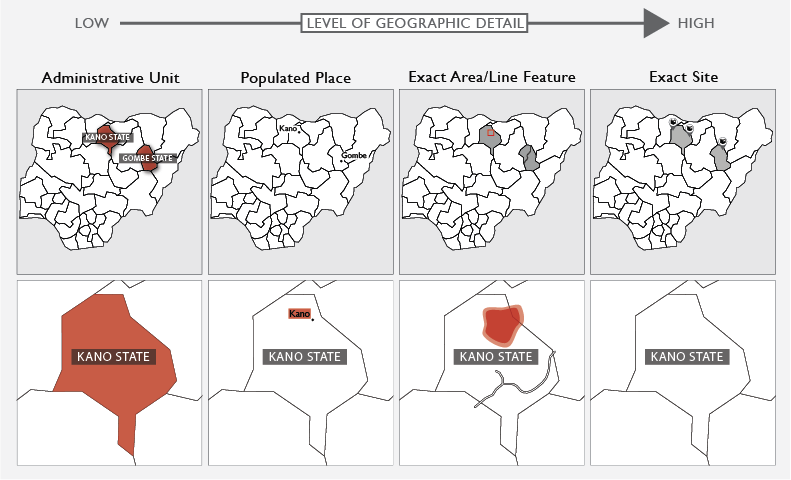 LOW
LEVEL OF GEOGRAPHIC DETAIL
HIGH
Administrative Unit
Populated Place
Exact Area/Line Feature
Exact Site
KANO STATE
GOMBE STATE
Kano
Gombe
KANO STATE
Kano
KANO STATE
KANO STATE
KANO STATE